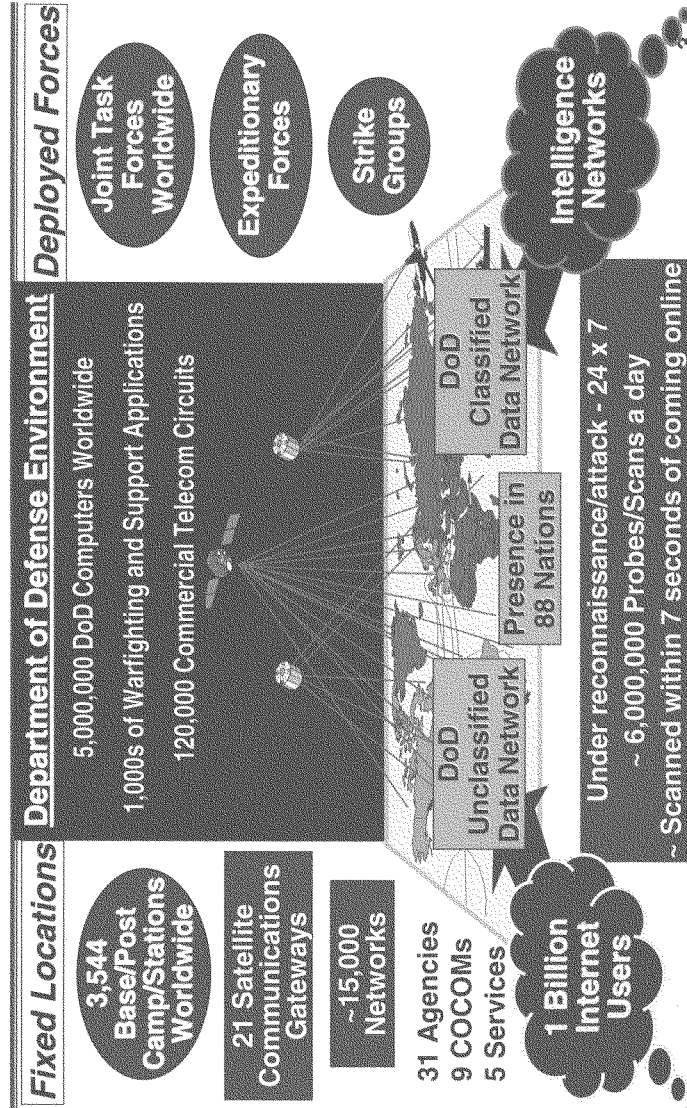 Fixed Locations
3,544
Base/Post
Camp/Stations
Worldwide
21 Satellite
Communications
Gateways
~15,000
Networks
31 Agencies
9 COCOMs
5 Services
1 Billion
Internet
Users
Department of Defense Environment
5,000,000 DoD Computers Worldwide
1,000s of Warfighting and Support Applications
120,000 Commercial Telecom Circuits
DoD
Unclassified
Data Network
Presence in
88 Nations
DoD
Classified
Data Network
Under reconnaissance/attack - 24 x 7
~ 6,000,000 Probes/Scans a day
~ Scanned within 7 seconds of coming online
Deployed Forces
Joint Task
Forces
Worldwide
Expeditionary
Forces
Strike
Groups
Intelligence
Networks
2